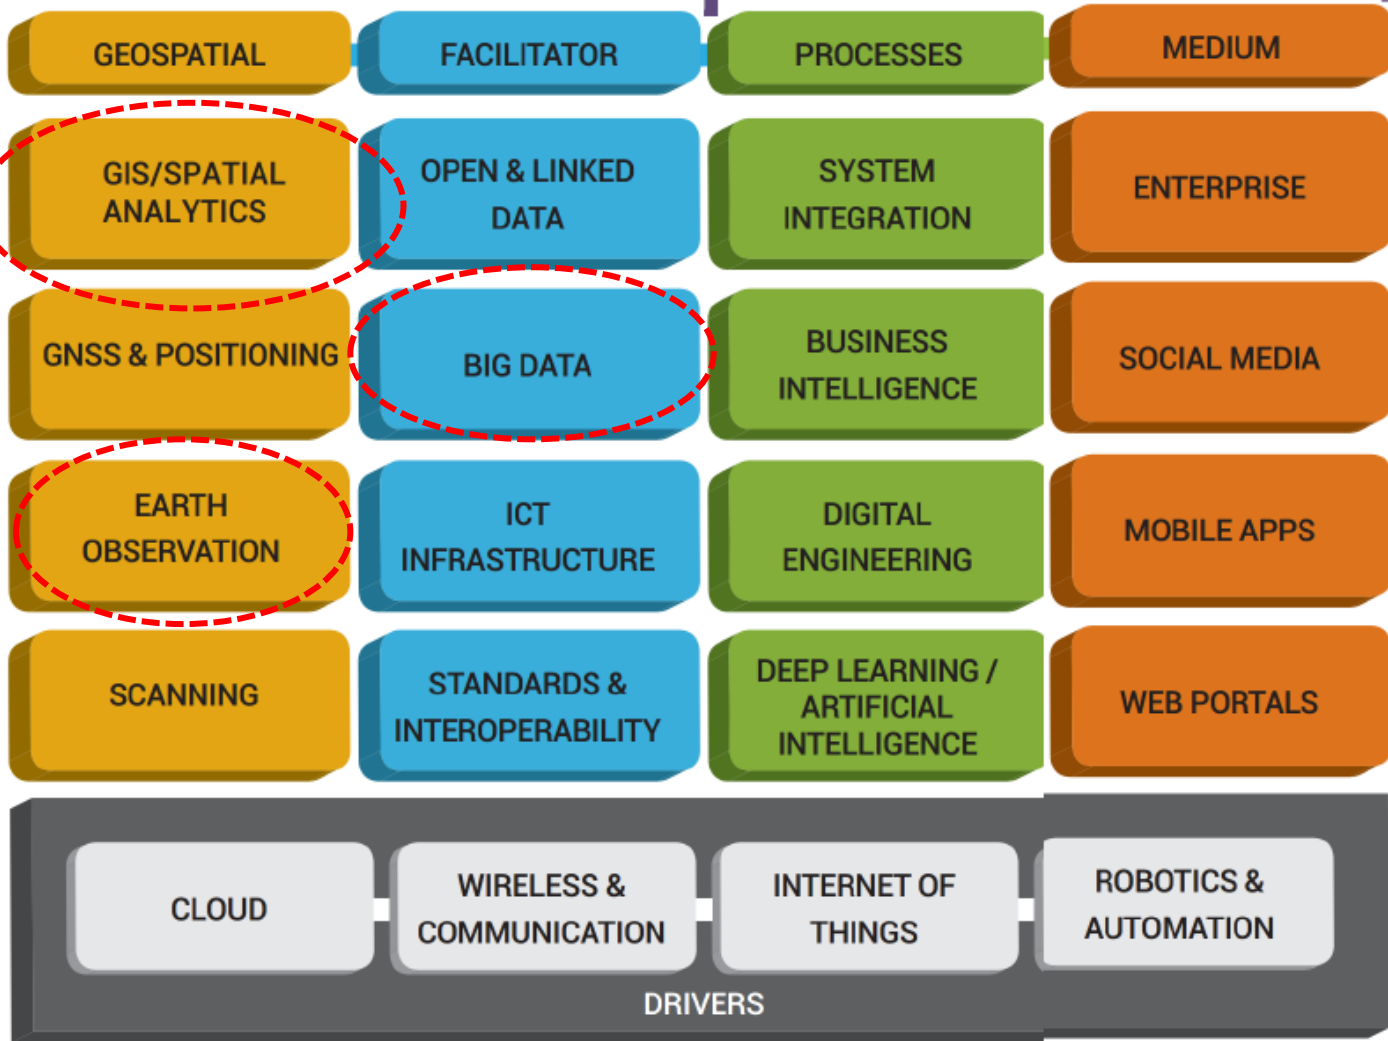 GEOSPATIAL
FACILITATOR
PROCESSES
MEDIUM
GIS/SPATIAL
ANALYTICS
OPEN & LINKED
DATA
SYSTEM
INTEGRATION
ENTERPRISE
GNSS & POSITIONING
BIG DATA
BUSINESS
INTELLIGENCE
SOCIAL MEDIA
EARTH
OBSERVATION
ICT
INFRASTRUCTURE
DIGITAL
ENGINEERING
MOBILE APPS
SCANNING
STANDARDS &
INTEROPERABILITY
DEEP LEARNING /
ARTIFICIAL
INTELLIGENCE
WEB PORTALS
CLOUD
WIRELESS &
COMMUNICATION
INTERNET OF
THINGS
ROBOTICS &
AUTOMATION
DRIVERS